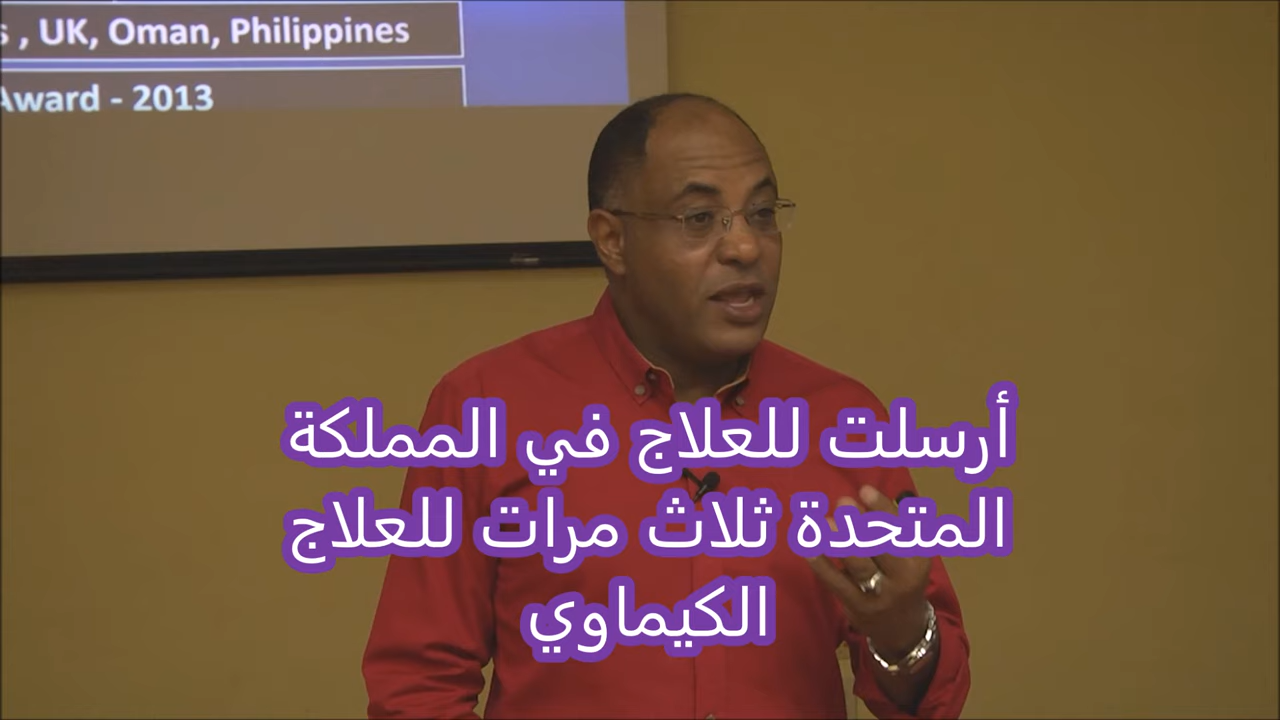 , UK, Oman, Philippines
Award - 2013
أرسلت للعلاج في المملكة
المتحدة ثلاث مرات للعلاج
الكيماوي